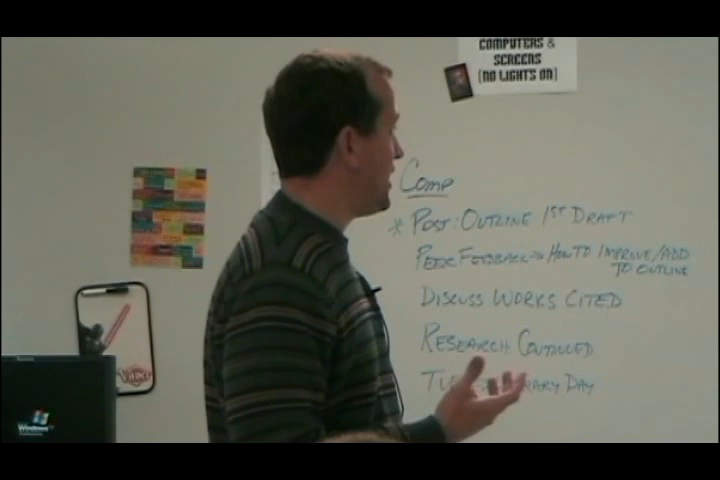 COMPUTERS &
SCREENS
(NO LIGHTS ON)
COMP
* POST: OUTLINE 1ST DRAFT
PEER FEEDBACK → HOW TO IMPROVE/ADD
TO OUTLINE
DISCUSS WORKS CITED
RESEARCH CONTINUED
DAY
Windows